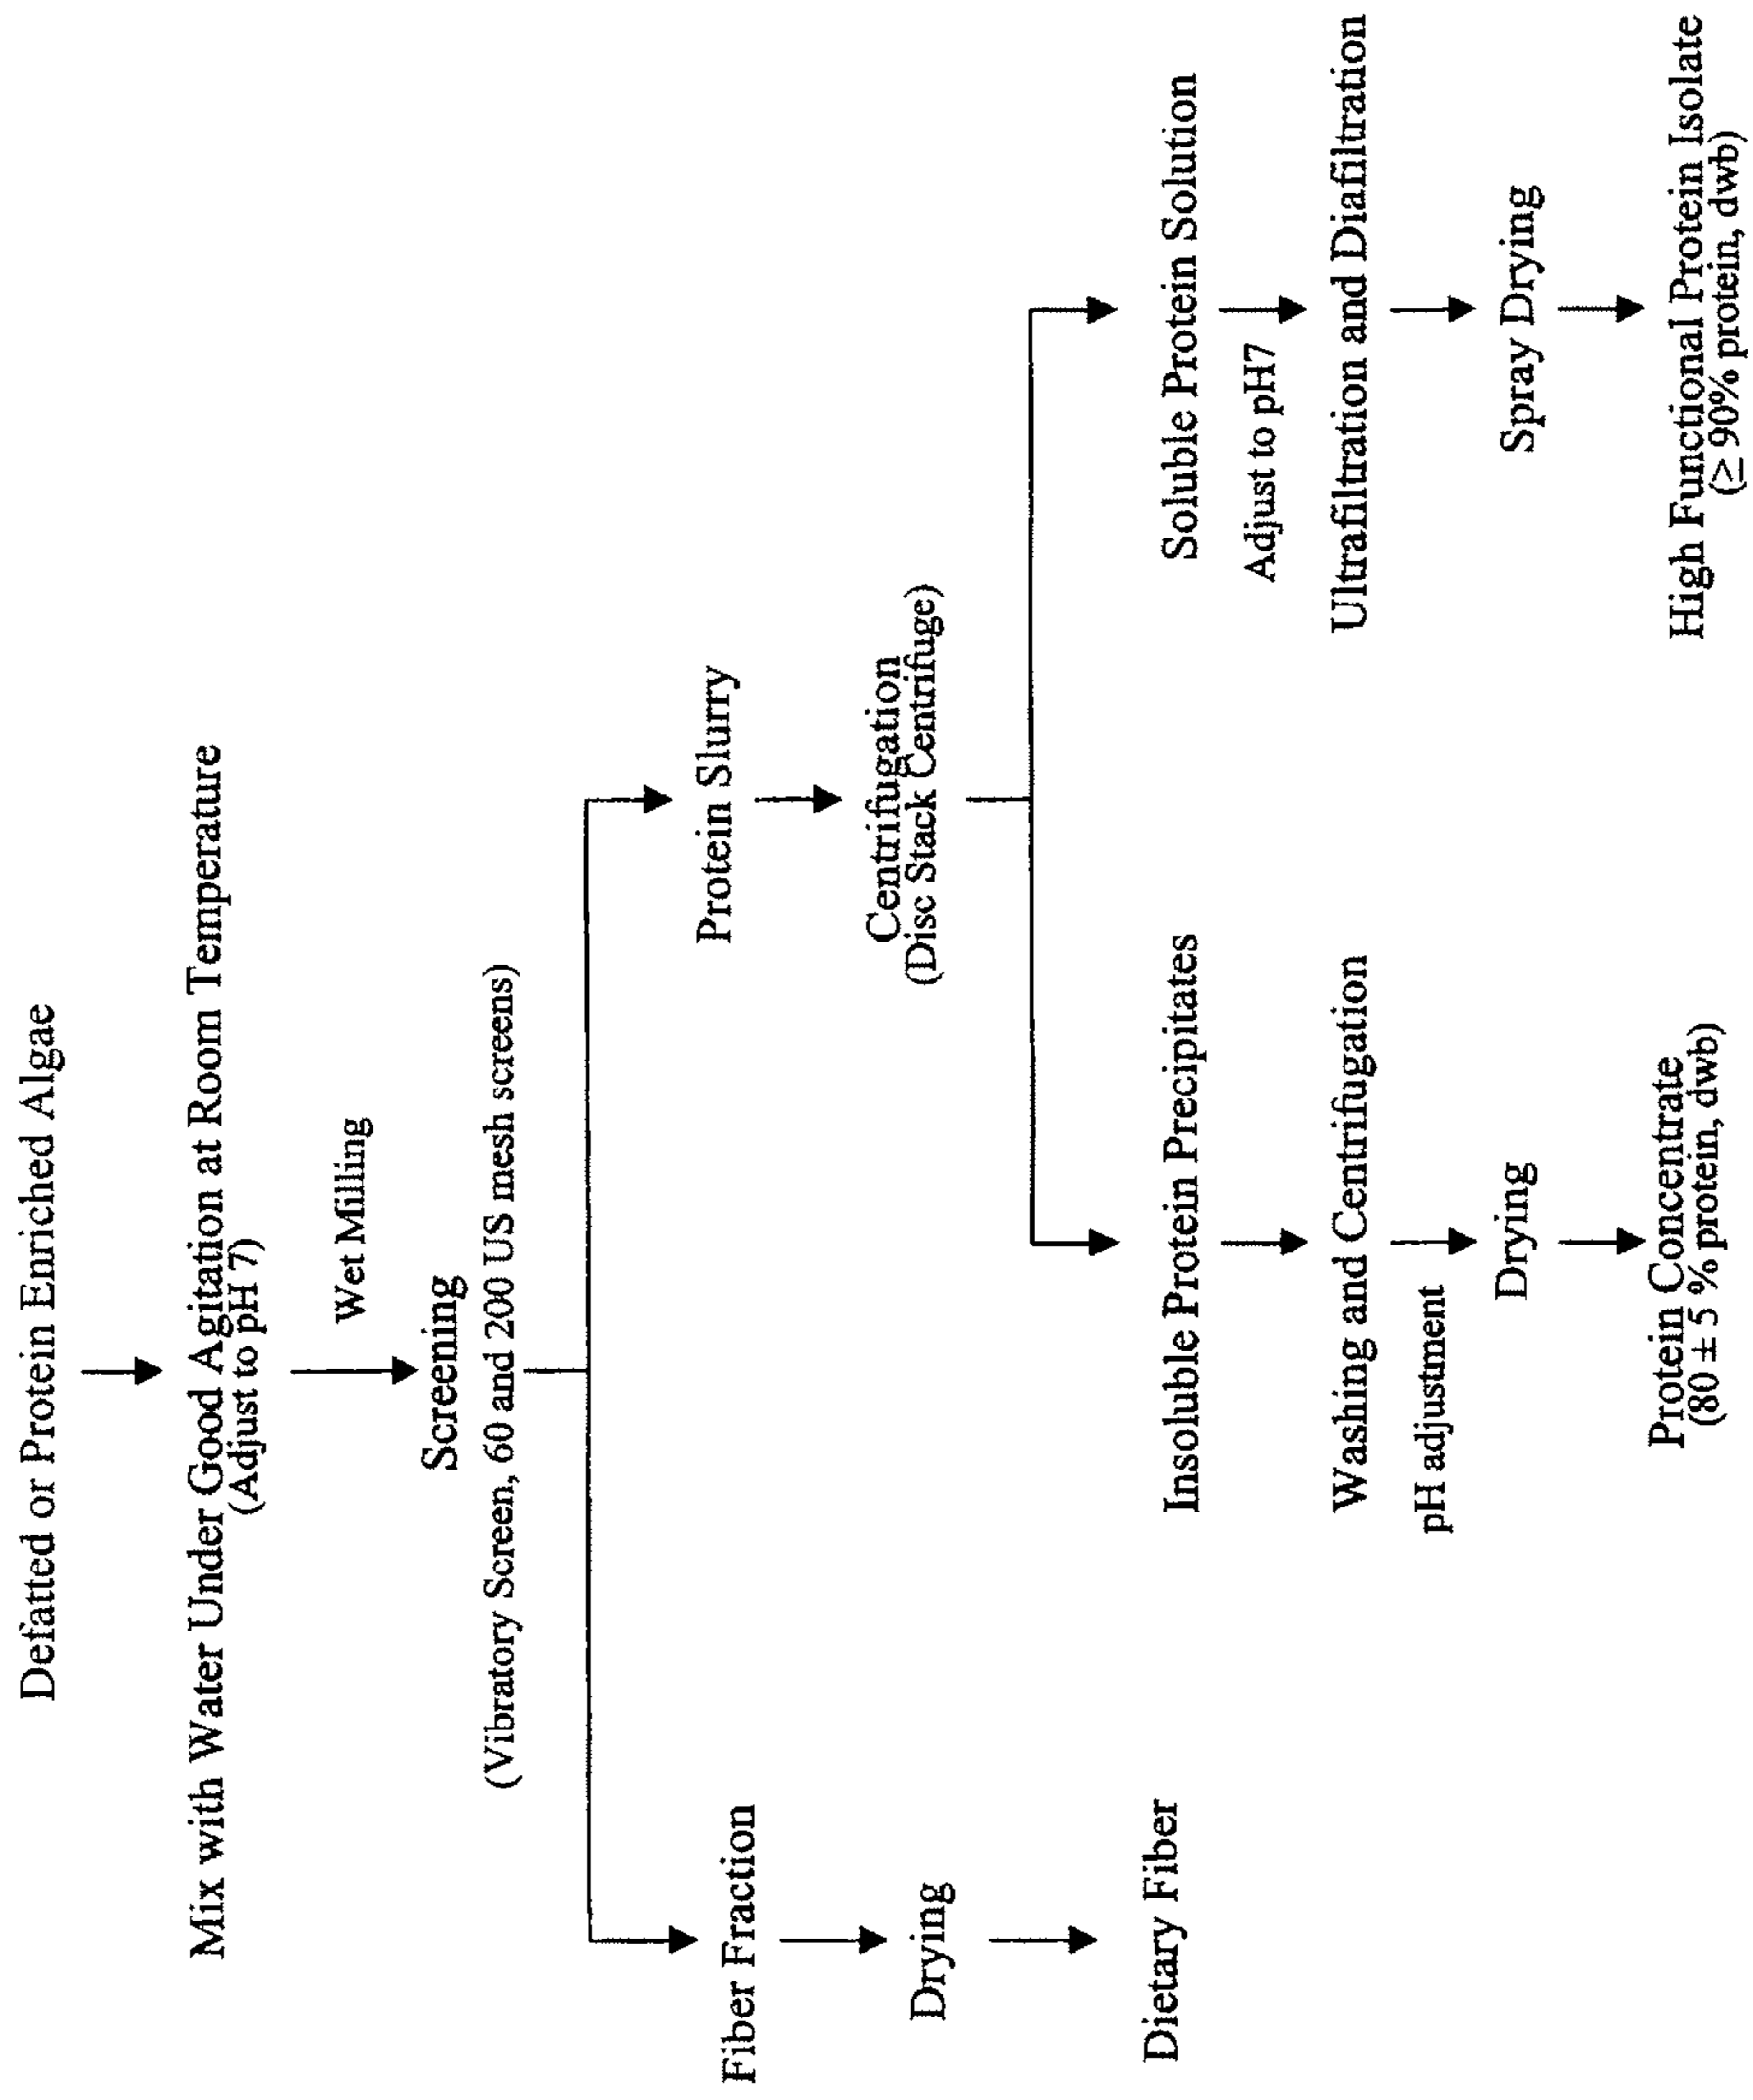 Defatted or Protein Enriched Algae
Mix with Water Under Good Agitation at Room Temperature
(Adjust to pH 7)
Wet Milling
Screening
(Vibratory Screen, 60 and 200 US mesh screens)
Fiber Fraction
Drying
Dietary Fiber
Protein Slurry
Centrifugation
(Disc Stack Centrifuge)
Insoluble Protein Precipitates
Washing and Centrifugation
pH adjustment
Drying
Protein Concentrate
(80 ± 5 % protein, dwb)
Soluble Protein Solution
Adjust to pH7
Ultrafiltration and Diafiltration
Spray Drying
High Functional Protein Isolate
(≥ 90% protein, dwb)